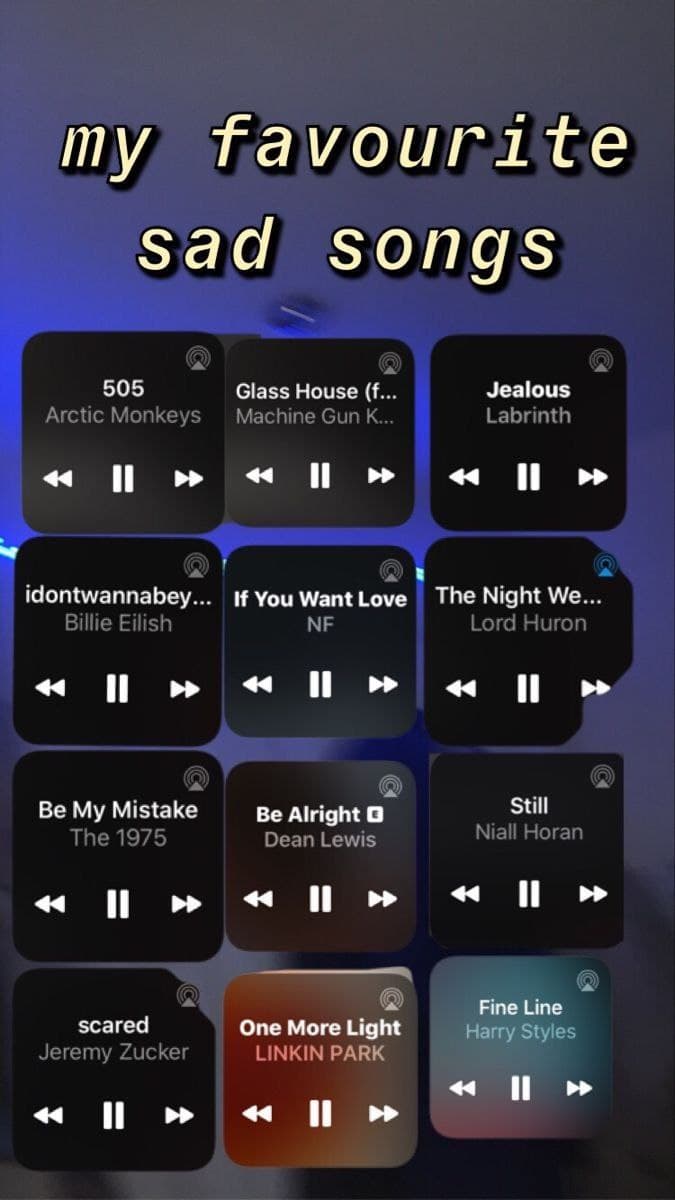 my favourite
sad songs
505
Arctic Monkeys
Glass House (f...
Machine Gun K...
Jealous
Labrinth
idontwannabey...
Billie Eilish
If You Want Love
NF
The Night We...
Lord Huron
Be My Mistake
The 1975
Be Alright E
Dean Lewis
Still
Niall Horan
scared
Jeremy Zucker
One More Light
LINKIN PARK
Fine Line
Harry Styles